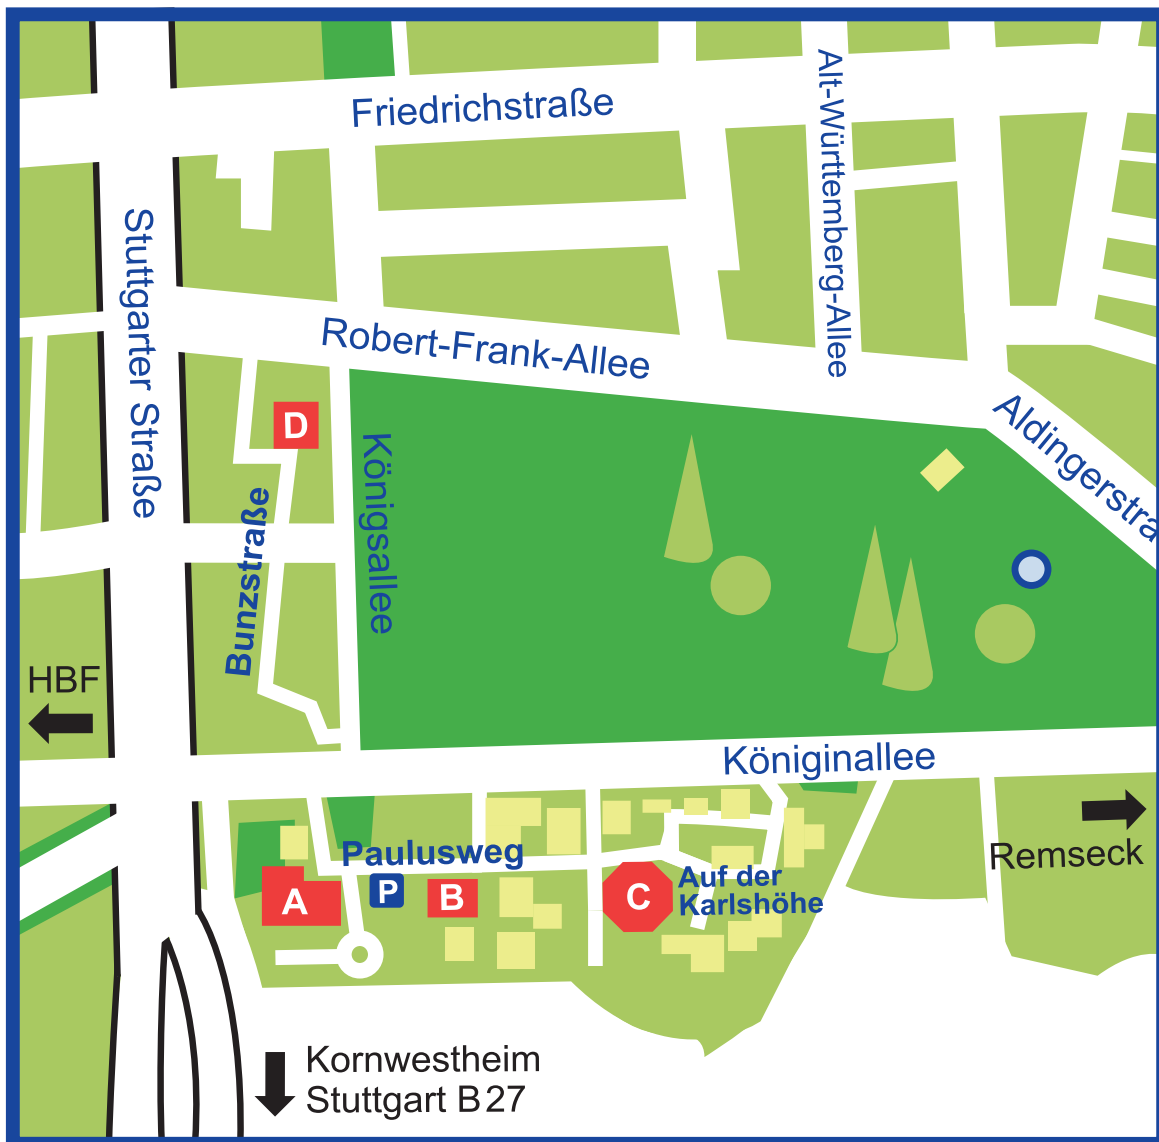 Friedrichstraße
Alt-Württemberg-Allee
Stuttgarter Straße
Robert-Frank-Allee
Aldingerstra
D
Königsallee
Bunzstraße
HBF
Königinallee
Remseck
Paulusweg
P
A
B
C
Auf der
Karlshöhe
Kornwestheim
Stuttgart B 27